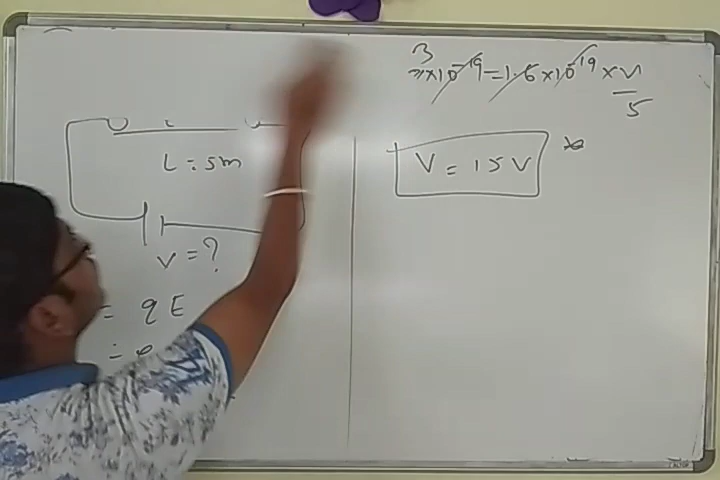 L = 5m
V = ?
= qE
3
×10⁻¹⁹ = 1.6 × 10⁻¹⁹ × V/5
V = 15 V